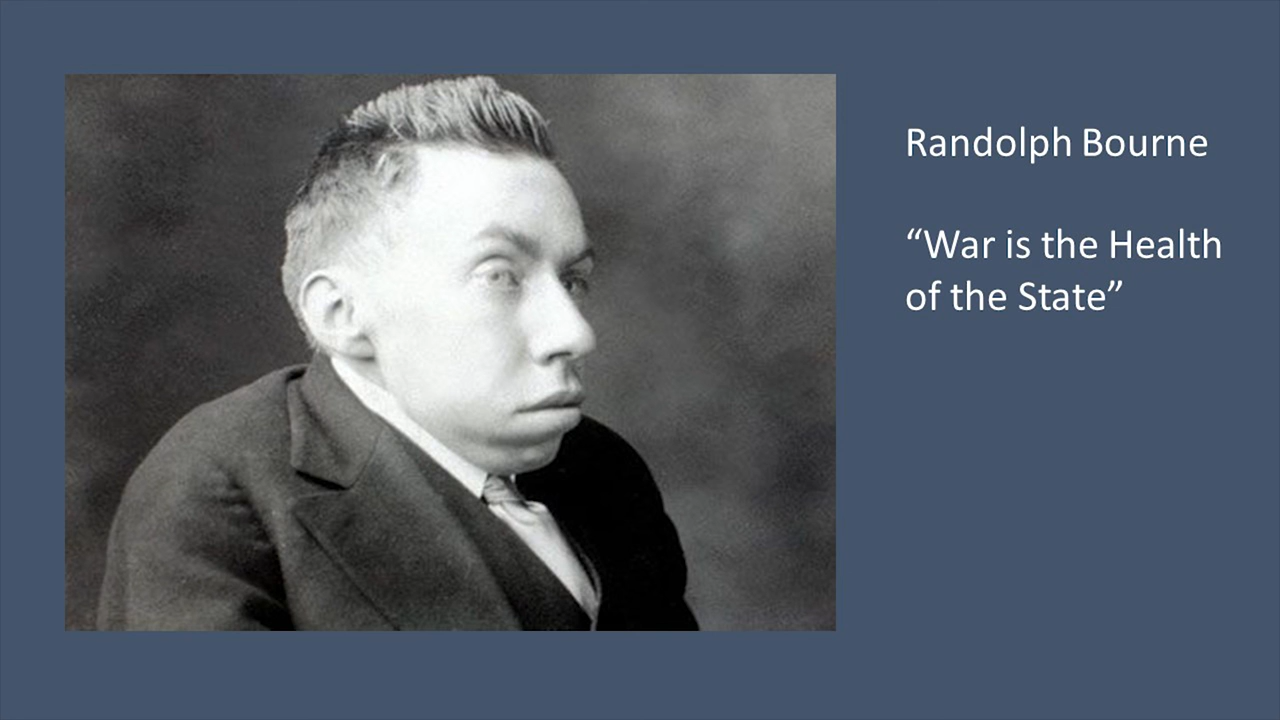 Randolph Bourne
“War is the Health
of the State”